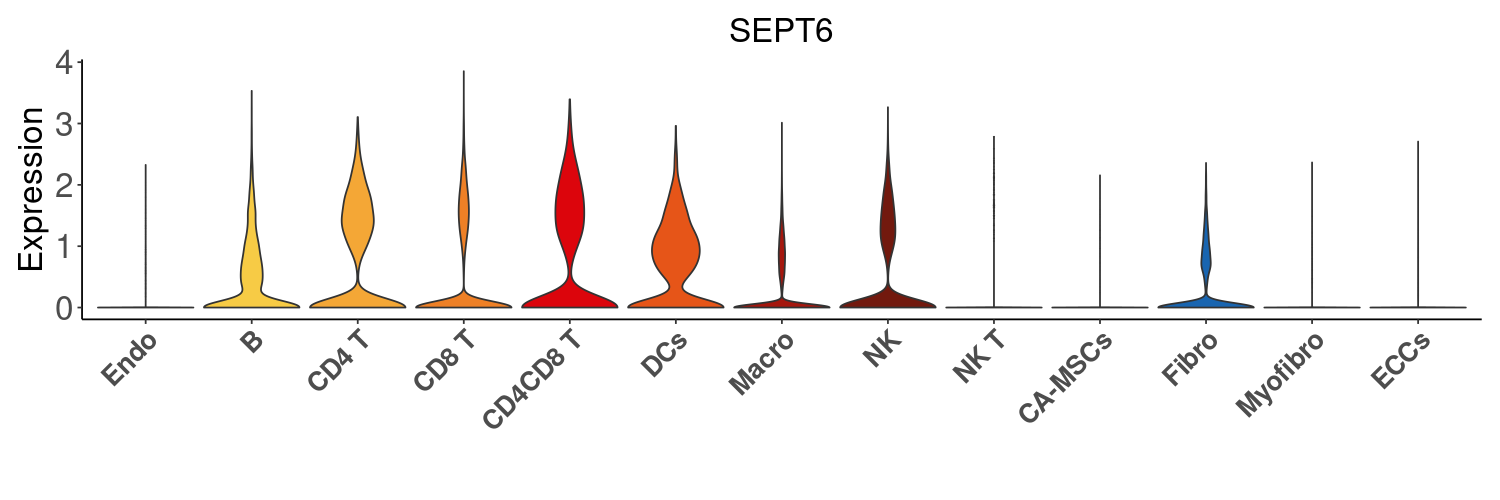 SEPT6
Expression
4
3
2
1
0
Endo
B
CD4 T
CD8 T
CD4CD8 T
DCs
Macro
NK
NK T
CA-MSCs
Fibro
Myofibro
ECCs